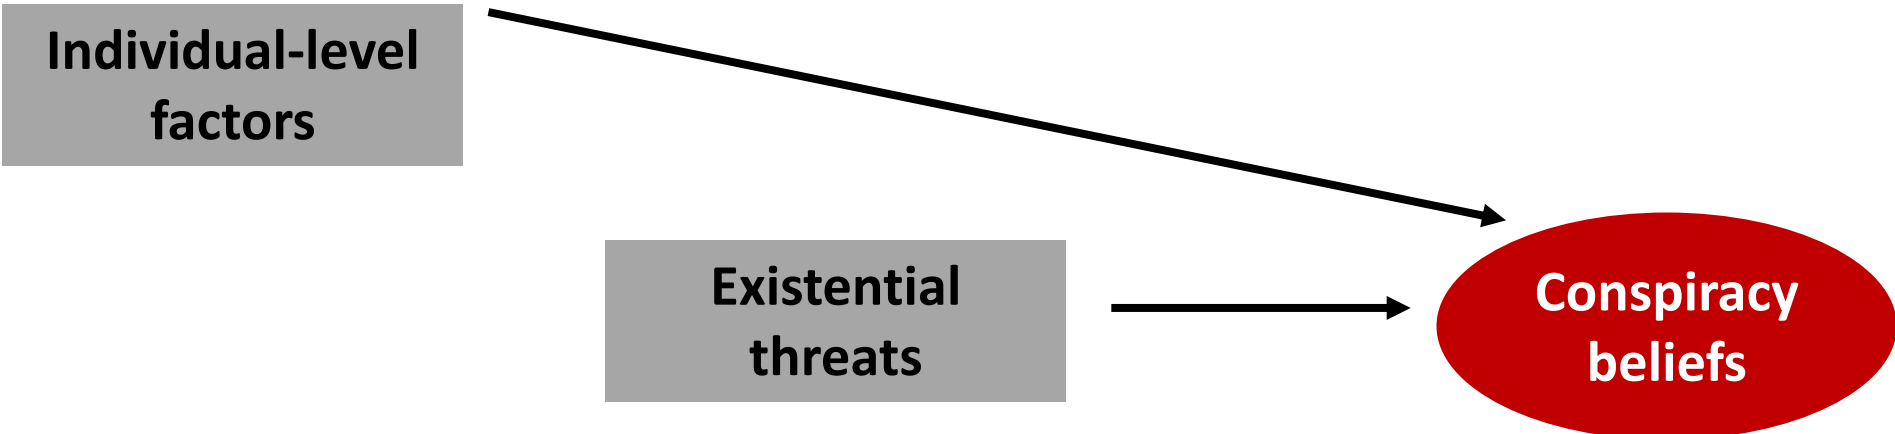 Individual-level
factors
Existential
threats
Conspiracy
beliefs